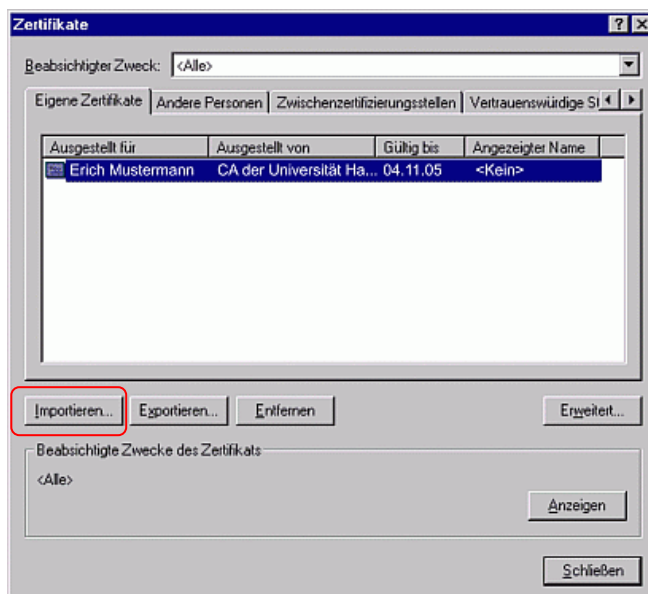 Zertifikate
Beabsichtigter Zweck: <Alle>
Eigene Zertifikate Andere Personen Zwischenzertifizierungsstellen Vertrauenswürdige
Ausgestellt für Ausgestellt von Gültig bis Angezeigter Name
Erich Mustermann CA der Universität Ha... 04.11.05 <Kein>
Importieren... Exportieren... Entfernen Erweitert...
Beabsichtigte Zwecke des Zertifikats
<Alle>
Anzeigen
Schließen